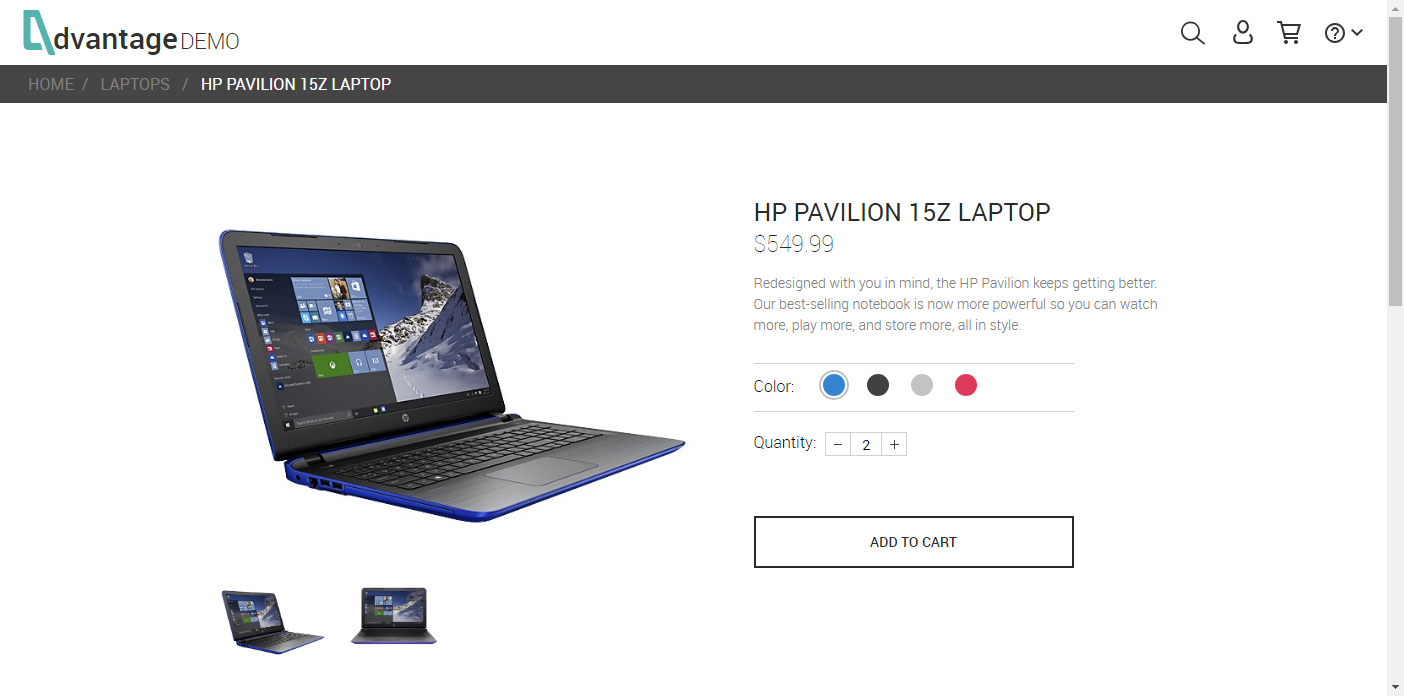 dvantage DEMO
HOME / LAPTOPS / HP PAVILION 15Z LAPTOP
HP PAVILION 15Z LAPTOP
$549.99
Redesigned with you in mind, the HP Pavilion keeps getting better.
Our best-selling notebook is now more powerful so you can watch
more, play more, and store more, all in style.
Color:
Quantity: − 2 +
ADD TO CART